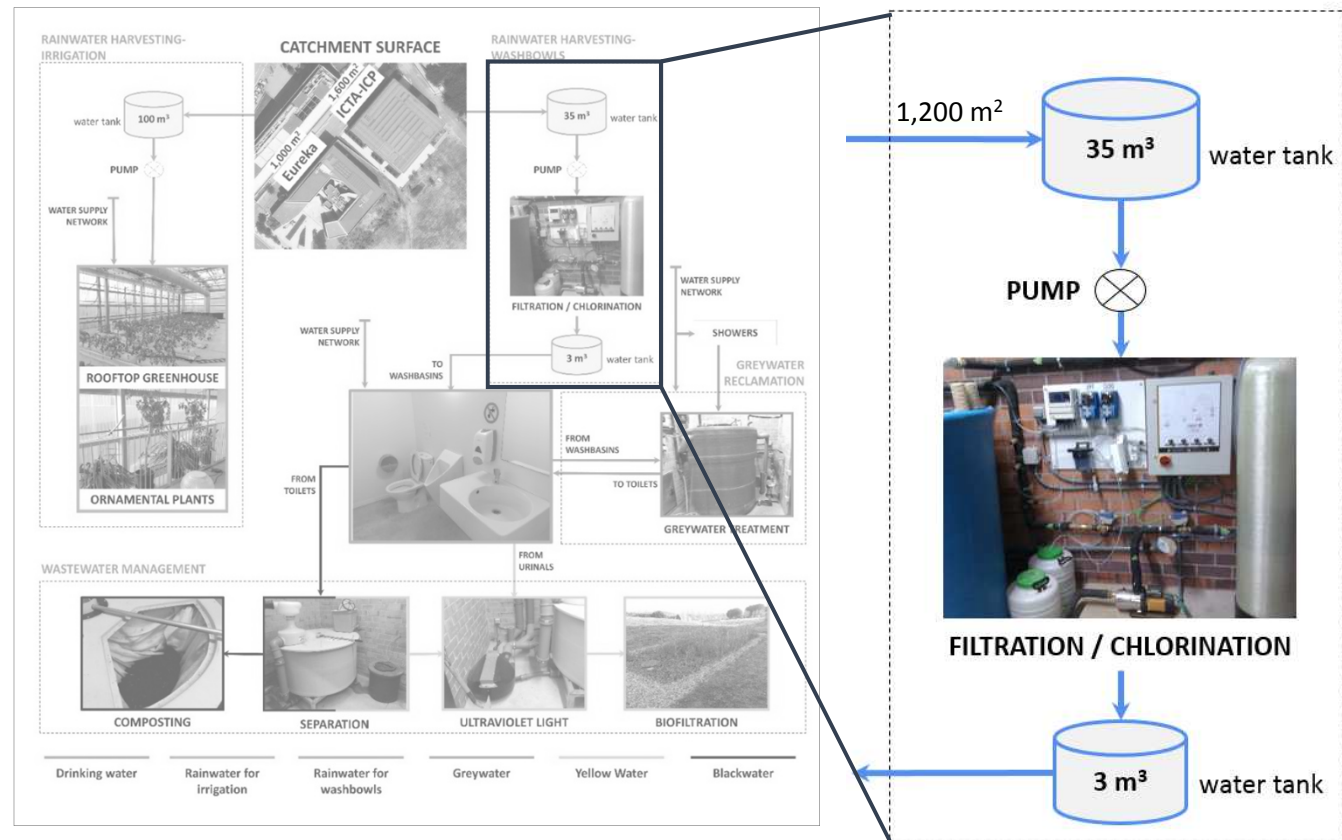 RAINWATER HARVESTING-
IRRIGATION
CATCHMENT SURFACE
RAINWATER HARVESTING-
WASHBOWLS
1,600 m²
ICTA-ICP
1,000 m²
Eureka
100 m³
water tank
PUMP
WATER SUPPLY
NETWORK
ROOFTOP GREENHOUSE
ORNAMENTAL PLANTS
35 m³
water tank
PUMP
FILTRATION / CHLORINATION
3 m³
water tank
TO
WASHBASINS
WATER SUPPLY
NETWORK
WATER SUPPLY
NETWORK
SHOWERS
GREYWATER
RECLAMATION
FROM
WASHBASINS
TO TOILETS
GREYWATER TREATMENT
FROM
TOILETS
FROM
URINALS
WASTEWATER MANAGEMENT
COMPOSTING
SEPARATION
ULTRAVIOLET LIGHT
BIOFILTRATION
Drinking water
Rainwater for
irrigation
Rainwater for
washbowls
Greywater
Yellow Water
Blackwater
1,200 m²
35 m³
water tank
PUMP
FILTRATION / CHLORINATION
3 m³
water tank